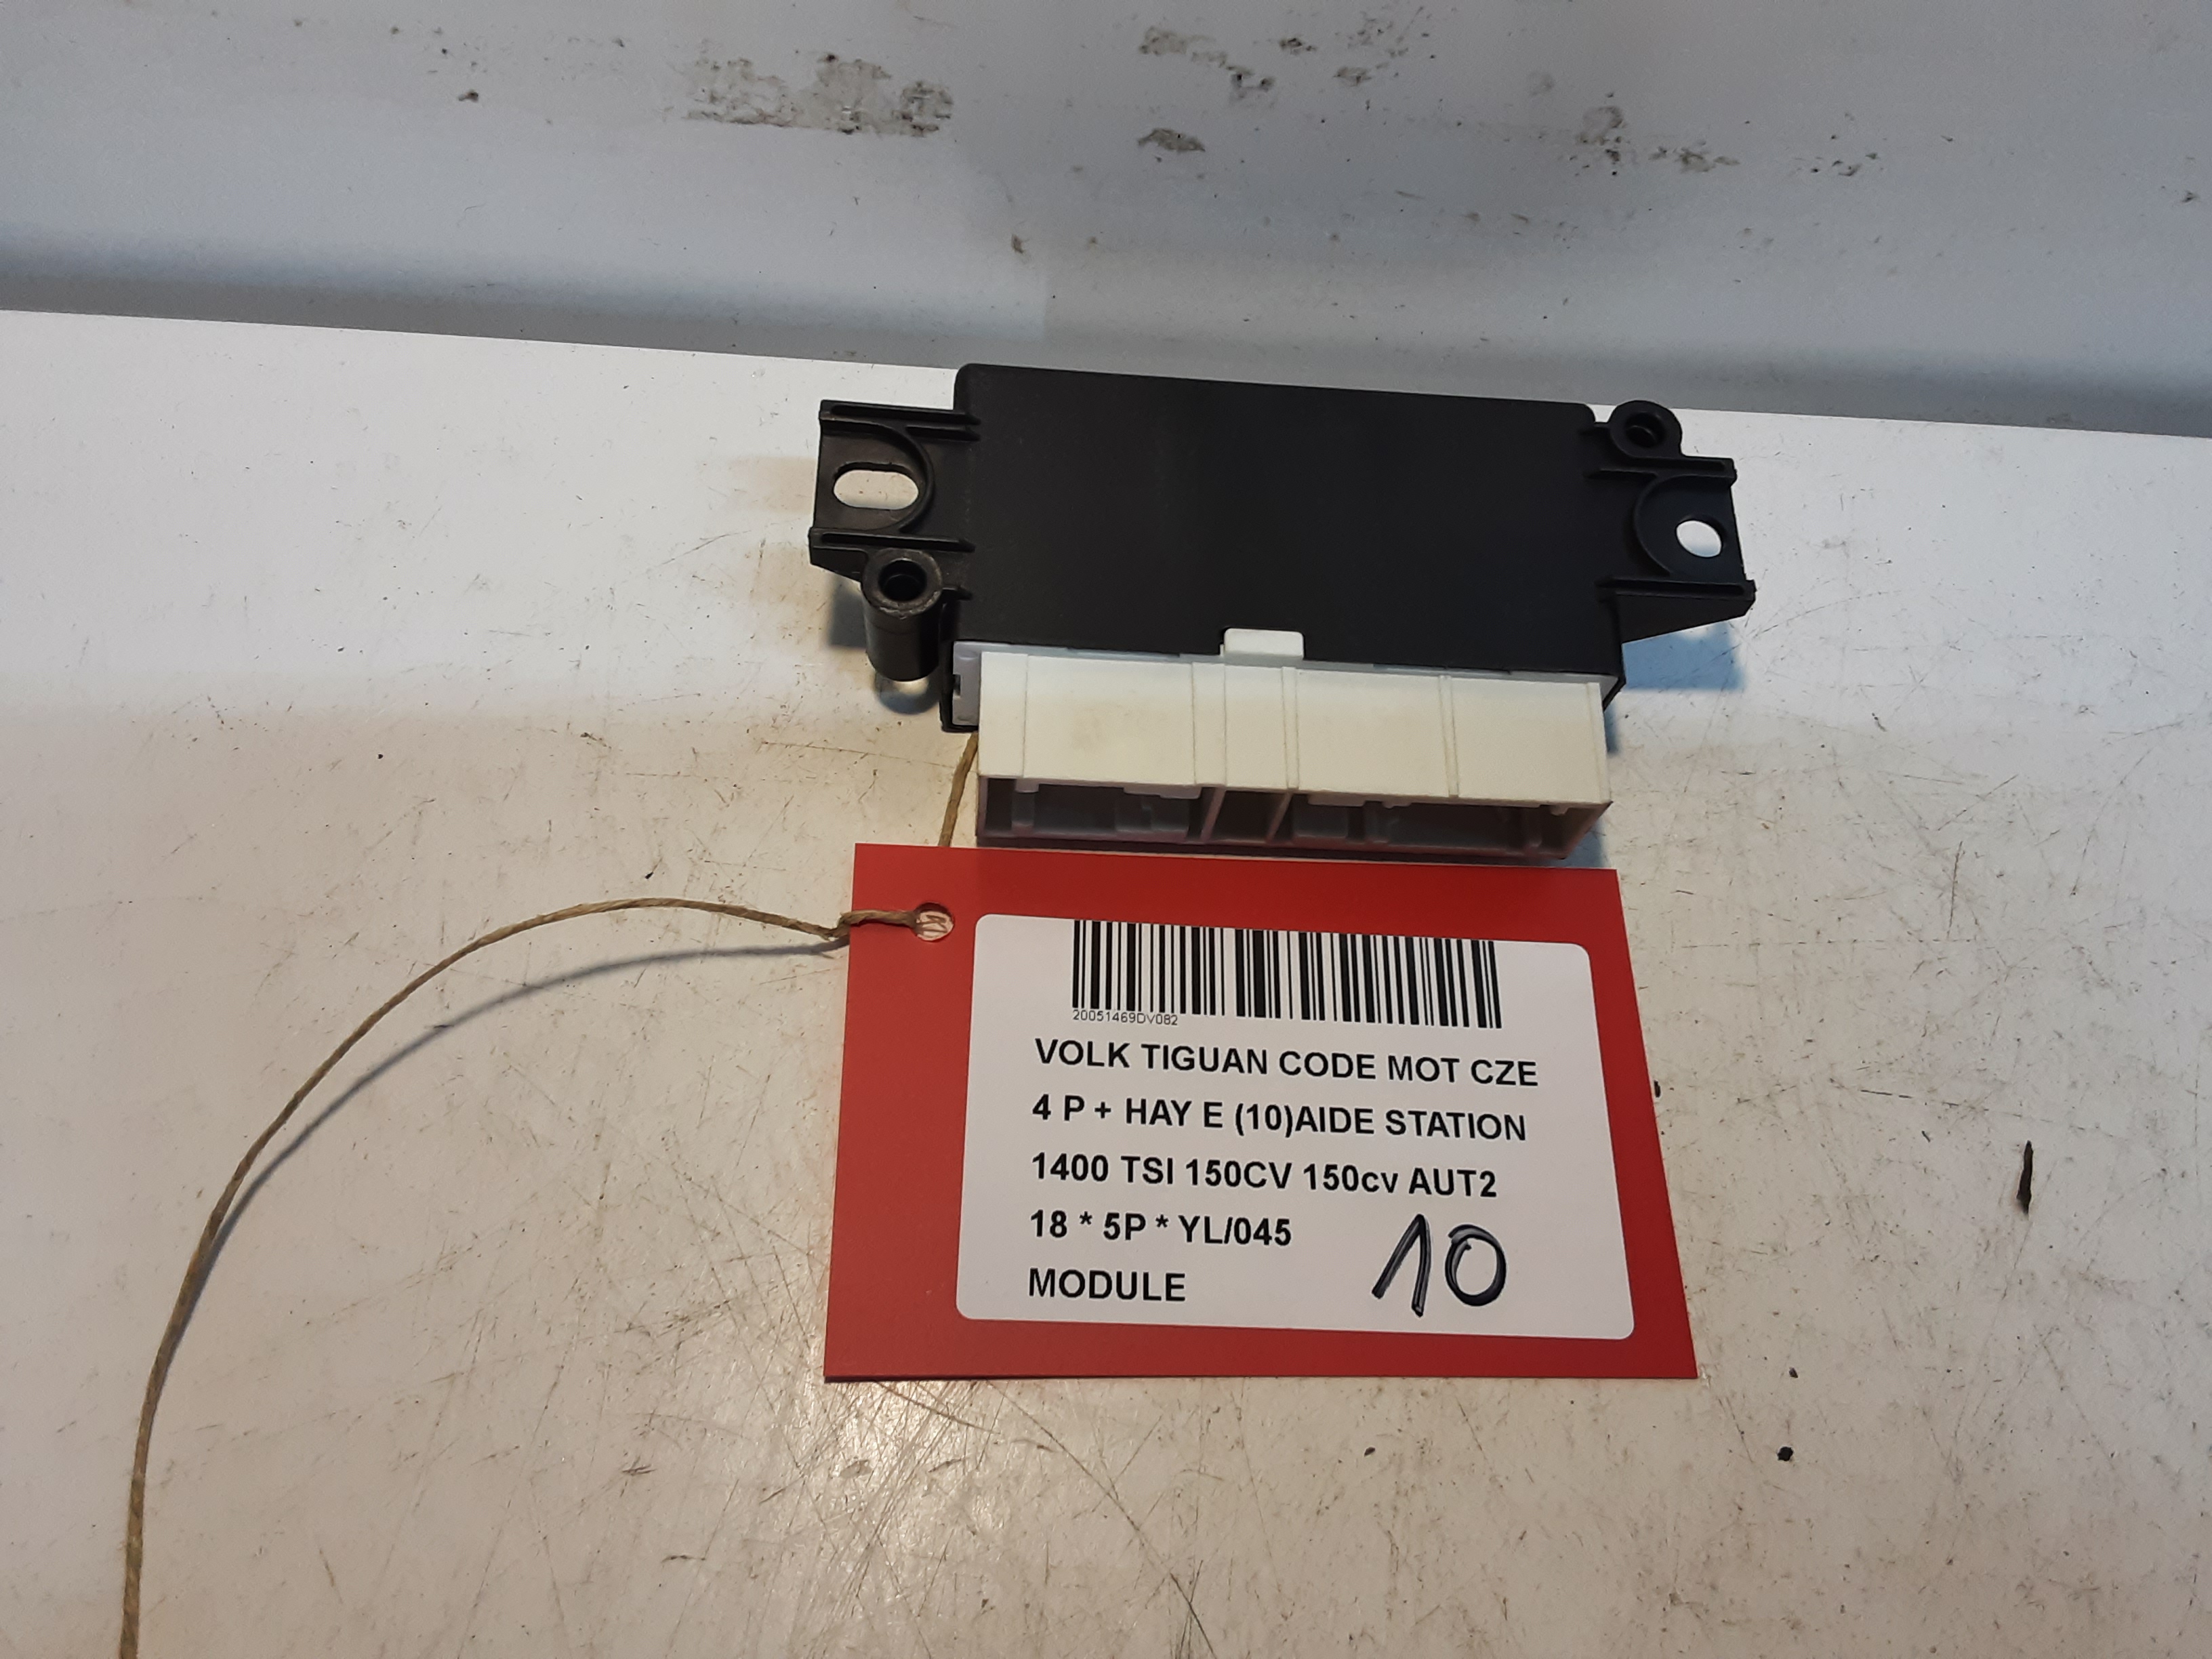 20051469DV082
VOLK TIGUAN CODE MOT CZE
4 P + HAY E (10)AIDE STATION
1400 TSI 150CV 150cv AUT2
18 * 5P * YL/045
MODULE 10